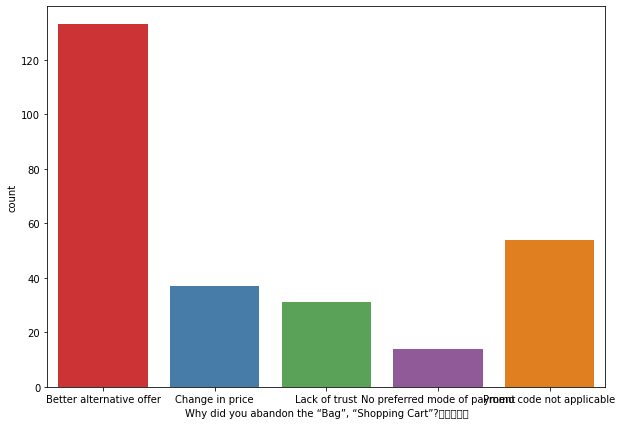 120
100
80
60
40
20
0
count
Better alternative offer
Change in price
Lack of trust
No preferred mode of payment
Promo code not applicable
Why did you abandon the “Bag”, “Shopping Cart”?